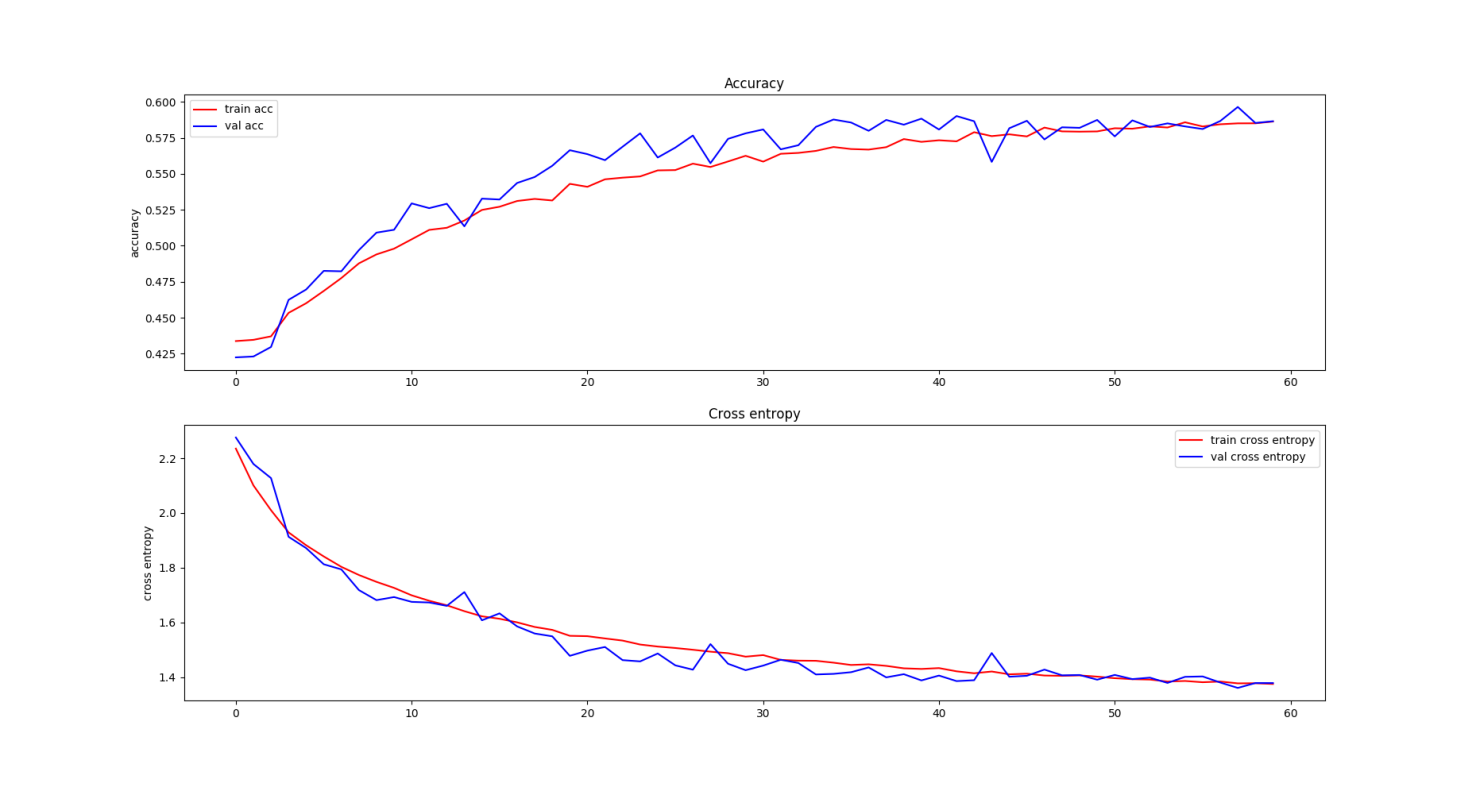 Accuracy
0.600
0.575
0.550
0.525
0.500
0.475
0.450
0.425
accuracy
train acc
val acc
0 10 20 30 40 50 60
Cross entropy
2.2
2.0
1.8
1.6
1.4
cross entropy
train cross entropy
val cross entropy
0 10 20 30 40 50 60